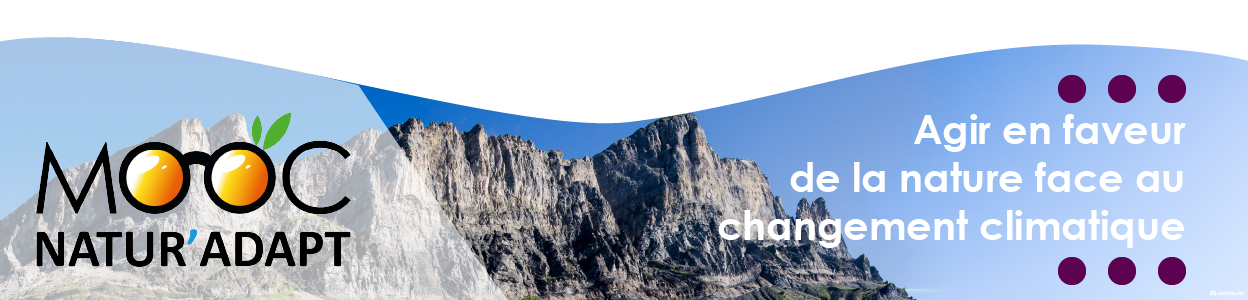 MOOC
NATUR'ADAPT
Agir en faveur
de la nature face au
changement climatique